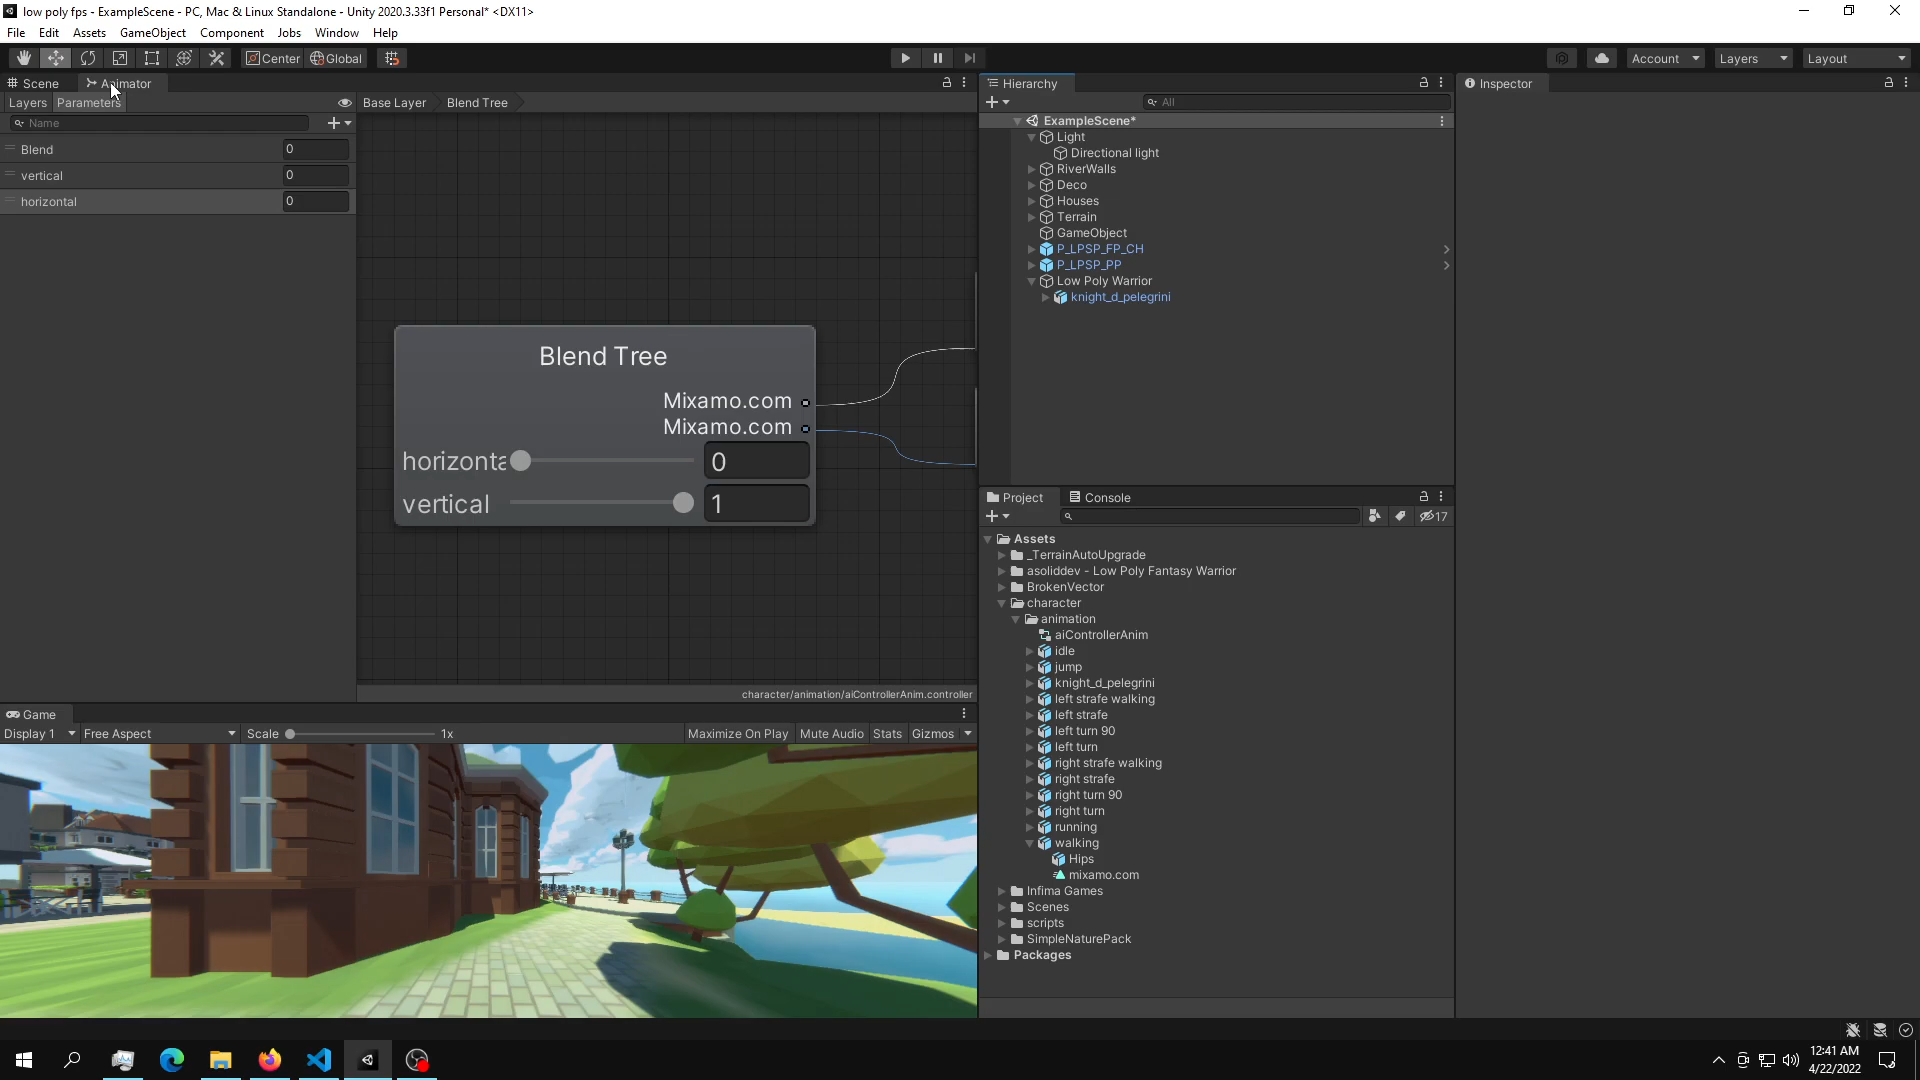 low poly fps - ExampleScene - PC, Mac & Linux Standalone - Unity 2020.3.33f1 Personal* <DX11>
File Edit Assets GameObject Component Jobs Window Help
Center Global Account Layers Layout
Scene Animator
Layers Parameters Base Layer Blend Tree
Name
Blend 0
vertical 0
horizontal 0
Blend Tree
Mixamo.com
Mixamo.com
horizonta 0
vertical 1
character/animation/aiControllerAnim.controller
Game
Display 1 Free Aspect Scale 1x Maximize On Play Mute Audio Stats Gizmos
Hierarchy
All
ExampleScene*
Light
Directional light
RiverWalls
Deco
Houses
Terrain
GameObject
P_LPSP_FP_CH
P_LPSP_PP
Low Poly Warrior
knight_d_pelegrini
Project Console
17
Assets
_TerrainAutoUpgrade
asoliddev - Low Poly Fantasy Warrior
BrokenVector
character
animation
aiControllerAnim
idle
jump
knight_d_pelegrini
left strafe walking
left strafe
left turn 90
left turn
right strafe walking
right strafe
right turn 90
right turn
running
walking
Hips
mixamo.com
Infima Games
Scenes
scripts
SimpleNaturePack
Packages
Inspector
12:41 AM
4/22/2022